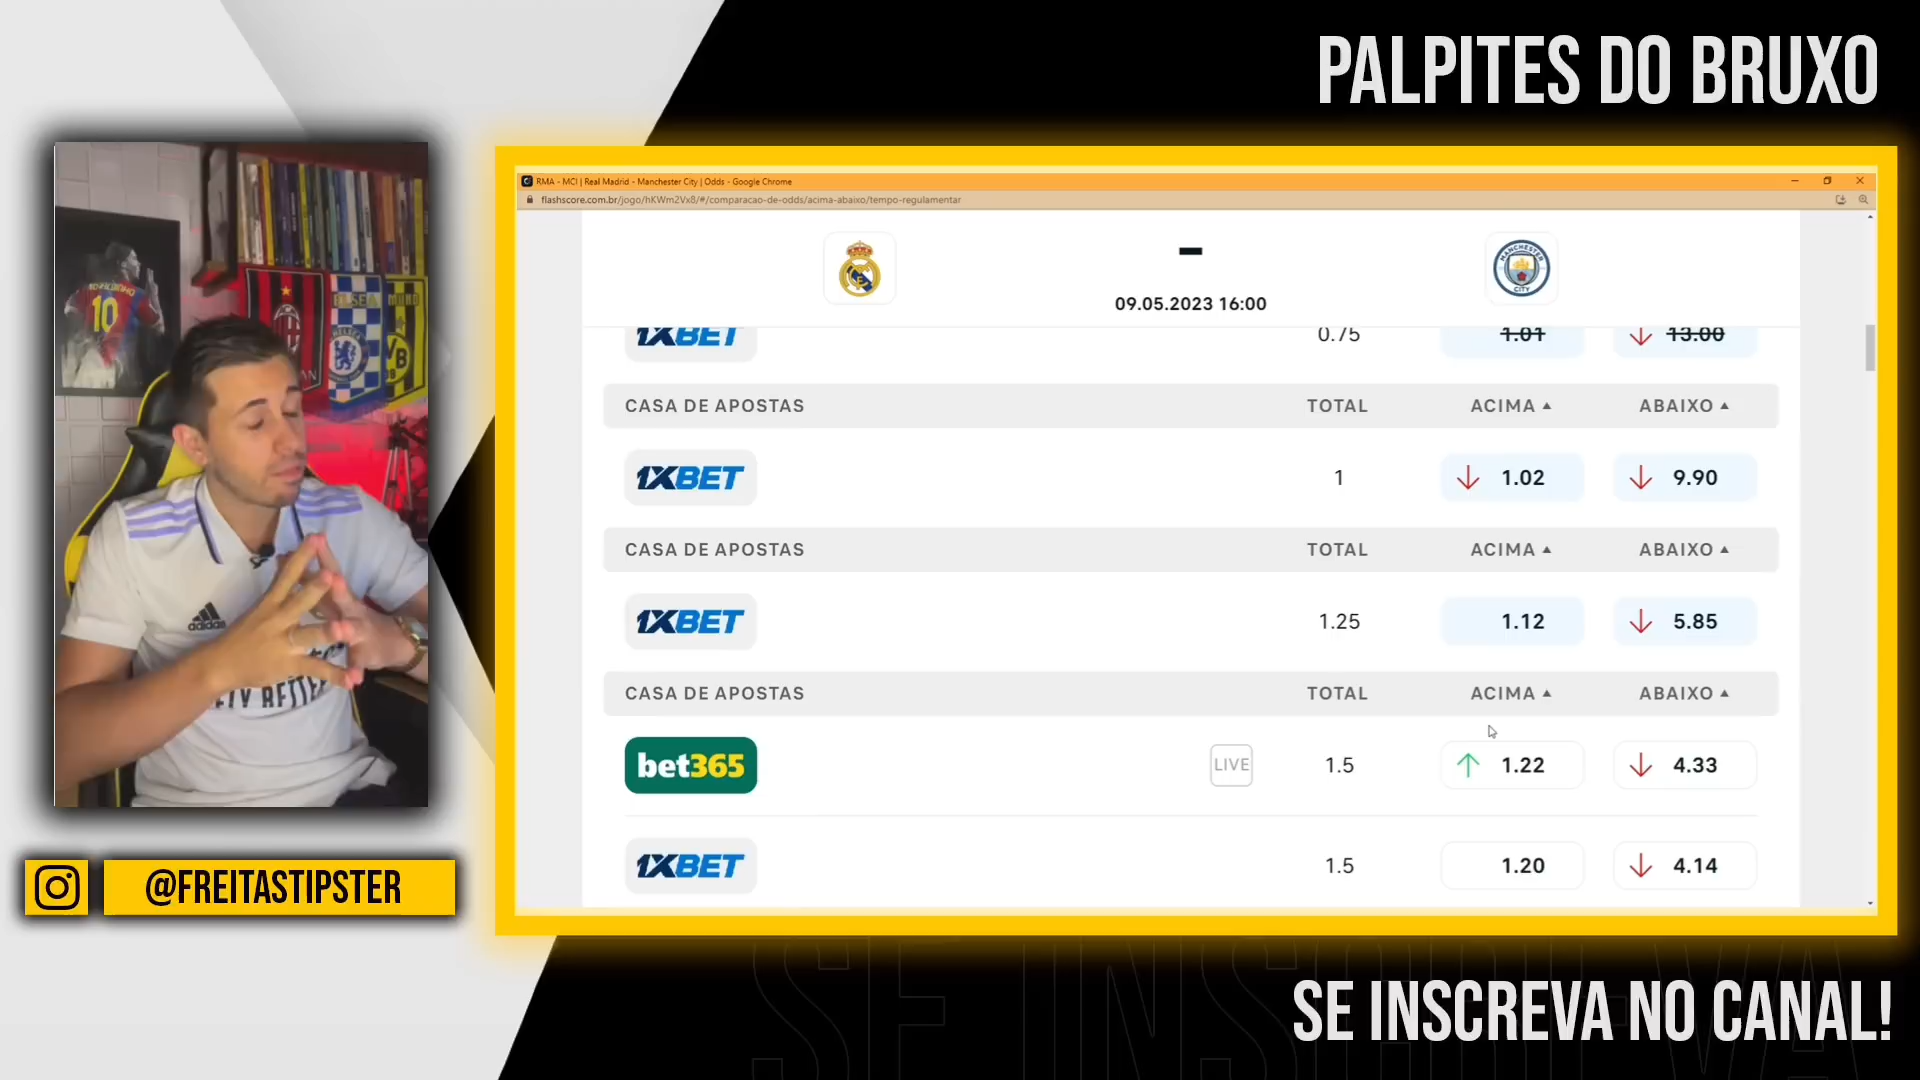 PALPITES DO BRUXO
RMA - MCI | Real Madrid - Manchester City | Odds - Google Chrome
flashscore.com.br/jogo/hKWm2Vx8/#/comparacao-de-odds/acima-abaixo/tempo-regulamentar
MANCHESTER CITY
-
09.05.2023 16:00
1XBET 0.75 1.01 13.00
CASA DE APOSTAS TOTAL ACIMA ABAIXO
1XBET 1 1.02 9.90
CASA DE APOSTAS TOTAL ACIMA ABAIXO
1XBET 1.25 1.12 5.85
CASA DE APOSTAS TOTAL ACIMA ABAIXO
bet365 LIVE 1.5 1.22 4.33
1XBET 1.5 1.20 4.14
10
adidas
@FREITASTIPSTER
SE INSCREVA NO CANAL!